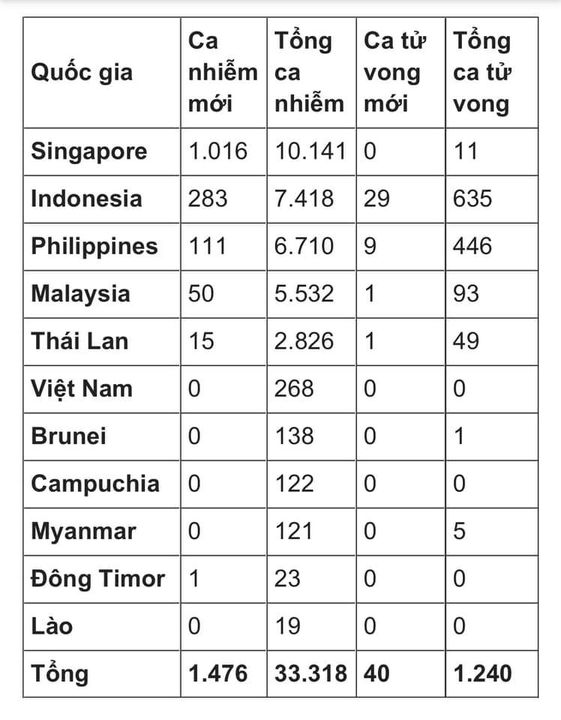 Quốc gia Ca nhiễm mới Tổng ca nhiễm Ca tử vong mới Tổng ca tử vong
Singapore 1.016 10.141 0 11
Indonesia 283 7.418 29 635
Philippines 111 6.710 9 446
Malaysia 50 5.532 1 93
Thái Lan 15 2.826 1 49
Việt Nam 0 268 0 0
Brunei 0 138 0 1
Campuchia 0 122 0 0
Myanmar 0 121 0 5
Đông Timor 1 23 0 0
Lào 0 19 0 0
Tổng 1.476 33.318 40 1.240